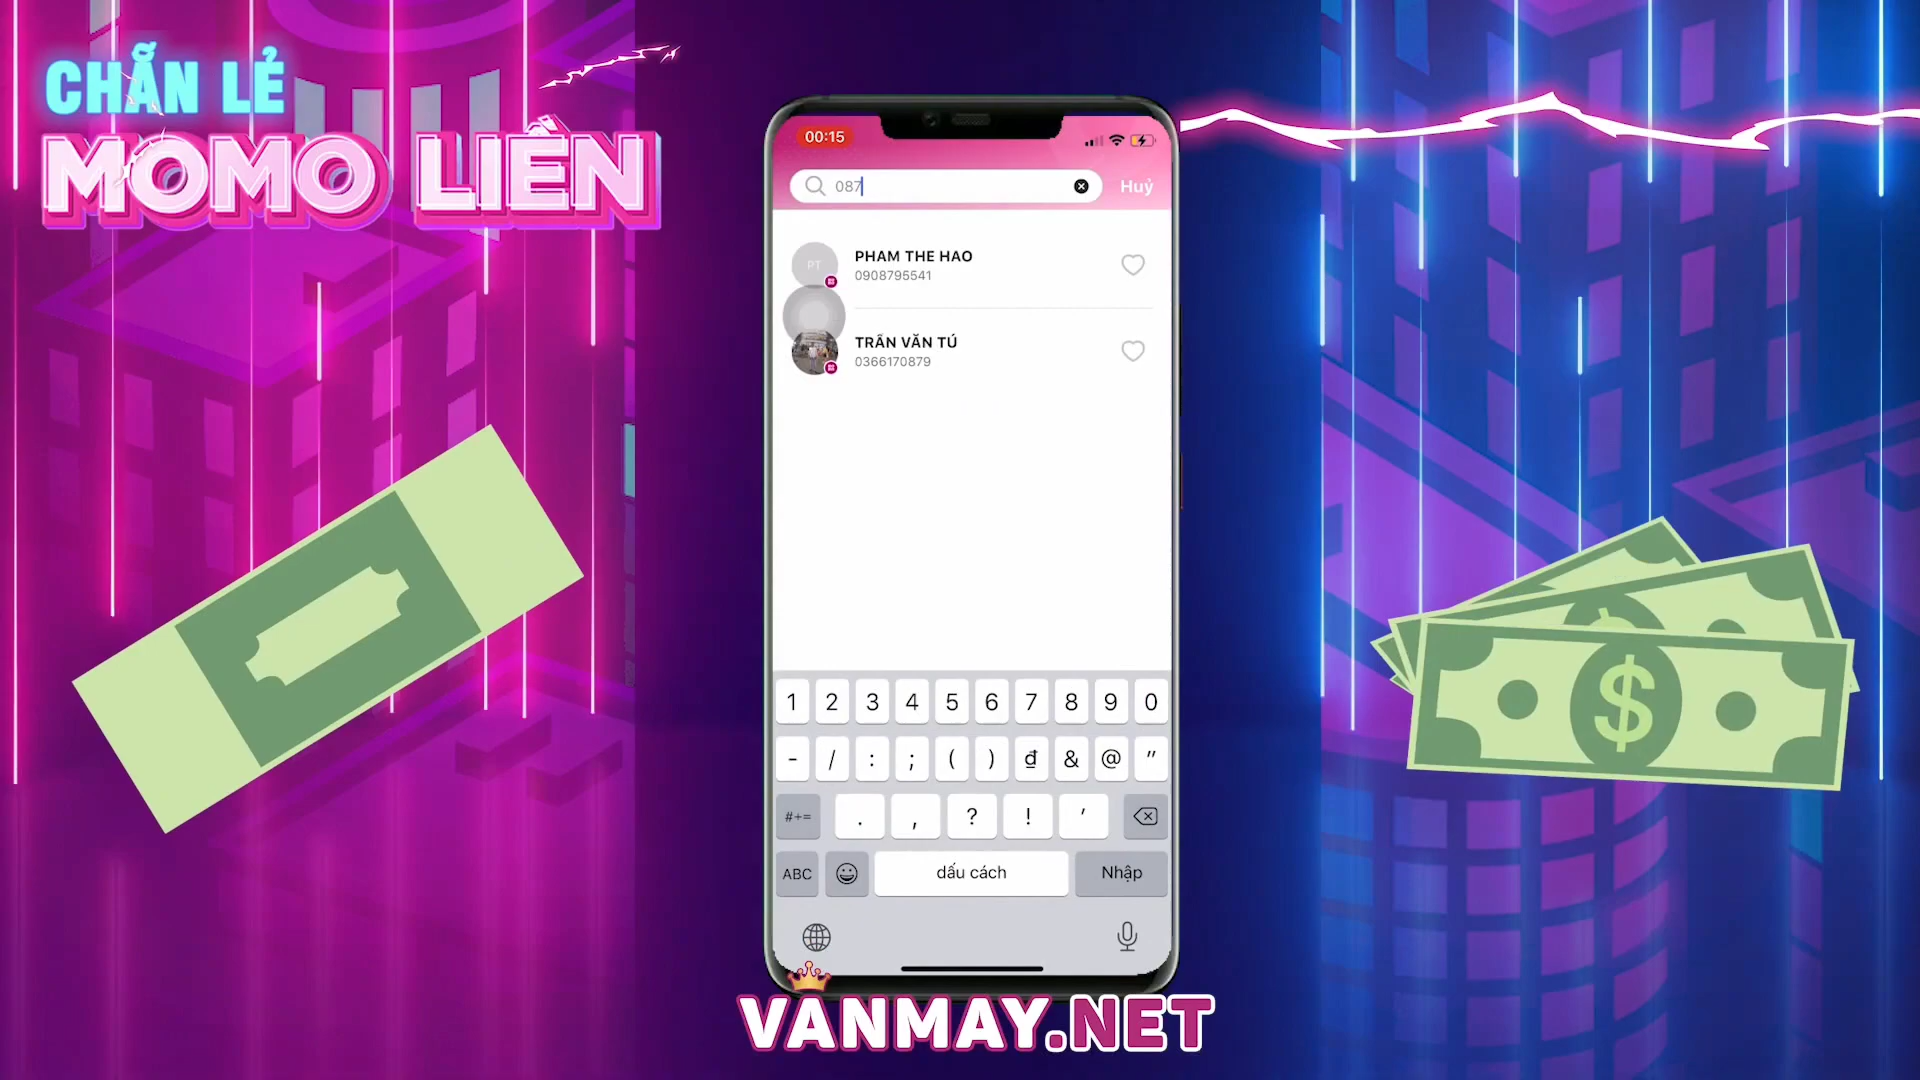 CHẴN LẺ
MOMO LIỀN
00:15
087
Huỷ
PT
PHAM THE HAO
0908795541
TRẦN VĂN TÚ
0366170879
1 2 3 4 5 6 7 8 9 0
- / : ; ( ) đ & @ "
#+= . , ? ! '
ABC dấu cách Nhập
$
VANMAY.NET